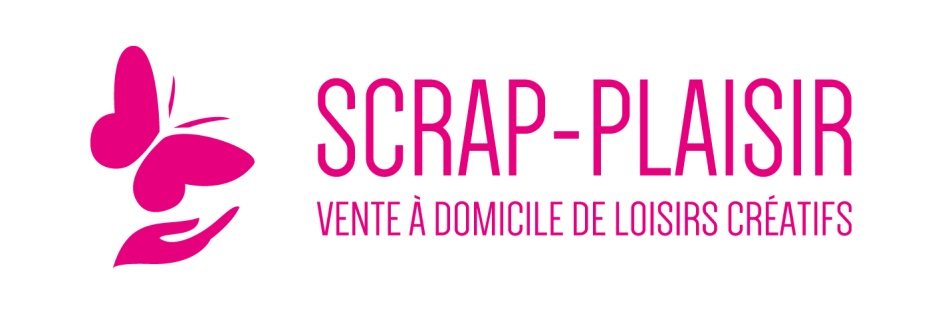 SCRAP-PLAISIR
VENTE À DOMICILE DE LOISIRS CRÉATIFS